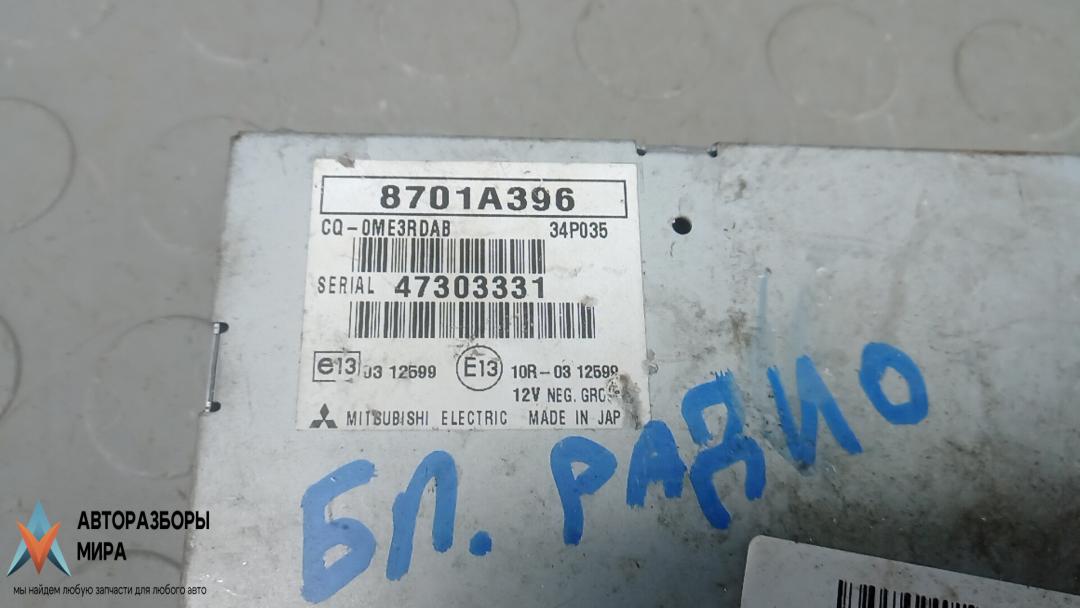 8701A396
CQ-0ME3RDAB 34P035
SERIAL 47303331
e13 03 12599 E13 10R-03 12599
12V NEG.
MITSUBISHI ELECTRIC MADE IN JAP
БЛ. РАДИО
АВТОРАЗБОРЫ
МИРА
мы найдем любую запчасти для любого авто